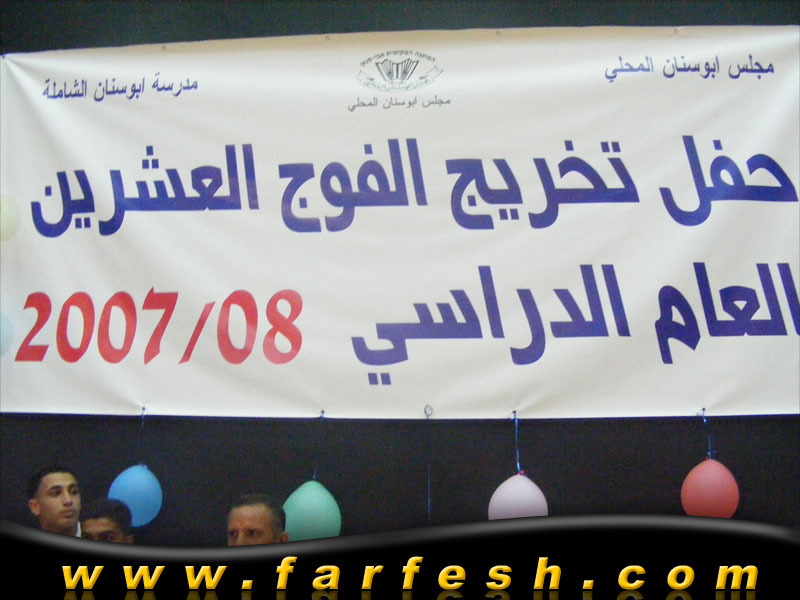 مجلس ابوسنان المحلي
مجلس ابوسنان المحلي
مدرسة ابوسنان الشاملة
حفل تخريج الفوج العشرين
العام الدراسي 2007/08
www.farfesh.com